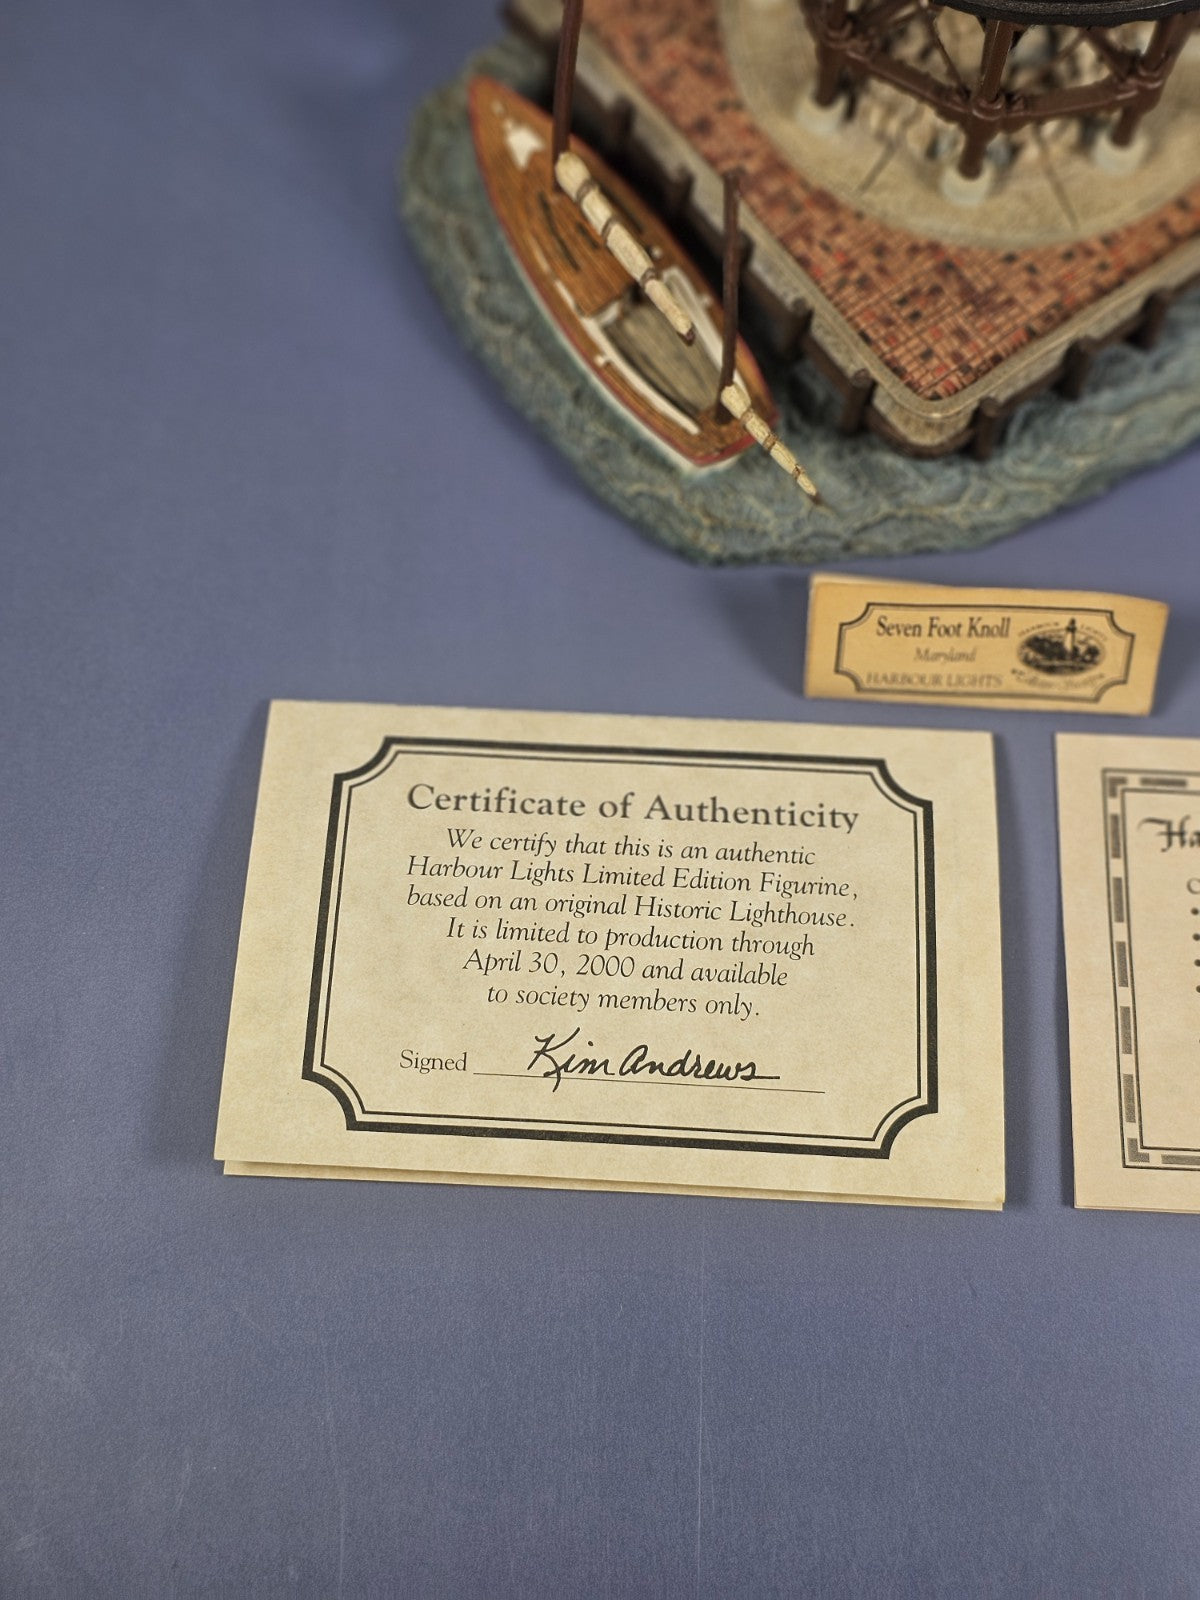 Seven Foot Knoll
Maryland
HARBOUR LIGHTS
HARBOUR LIGHTS
Certificate of Authenticity
We certify that this is an authentic
Harbour Lights Limited Edition Figurine,
based on an original Historic Lighthouse.
It is limited to production through
April 30, 2000 and available
to society members only.
Signed Kim Andrews